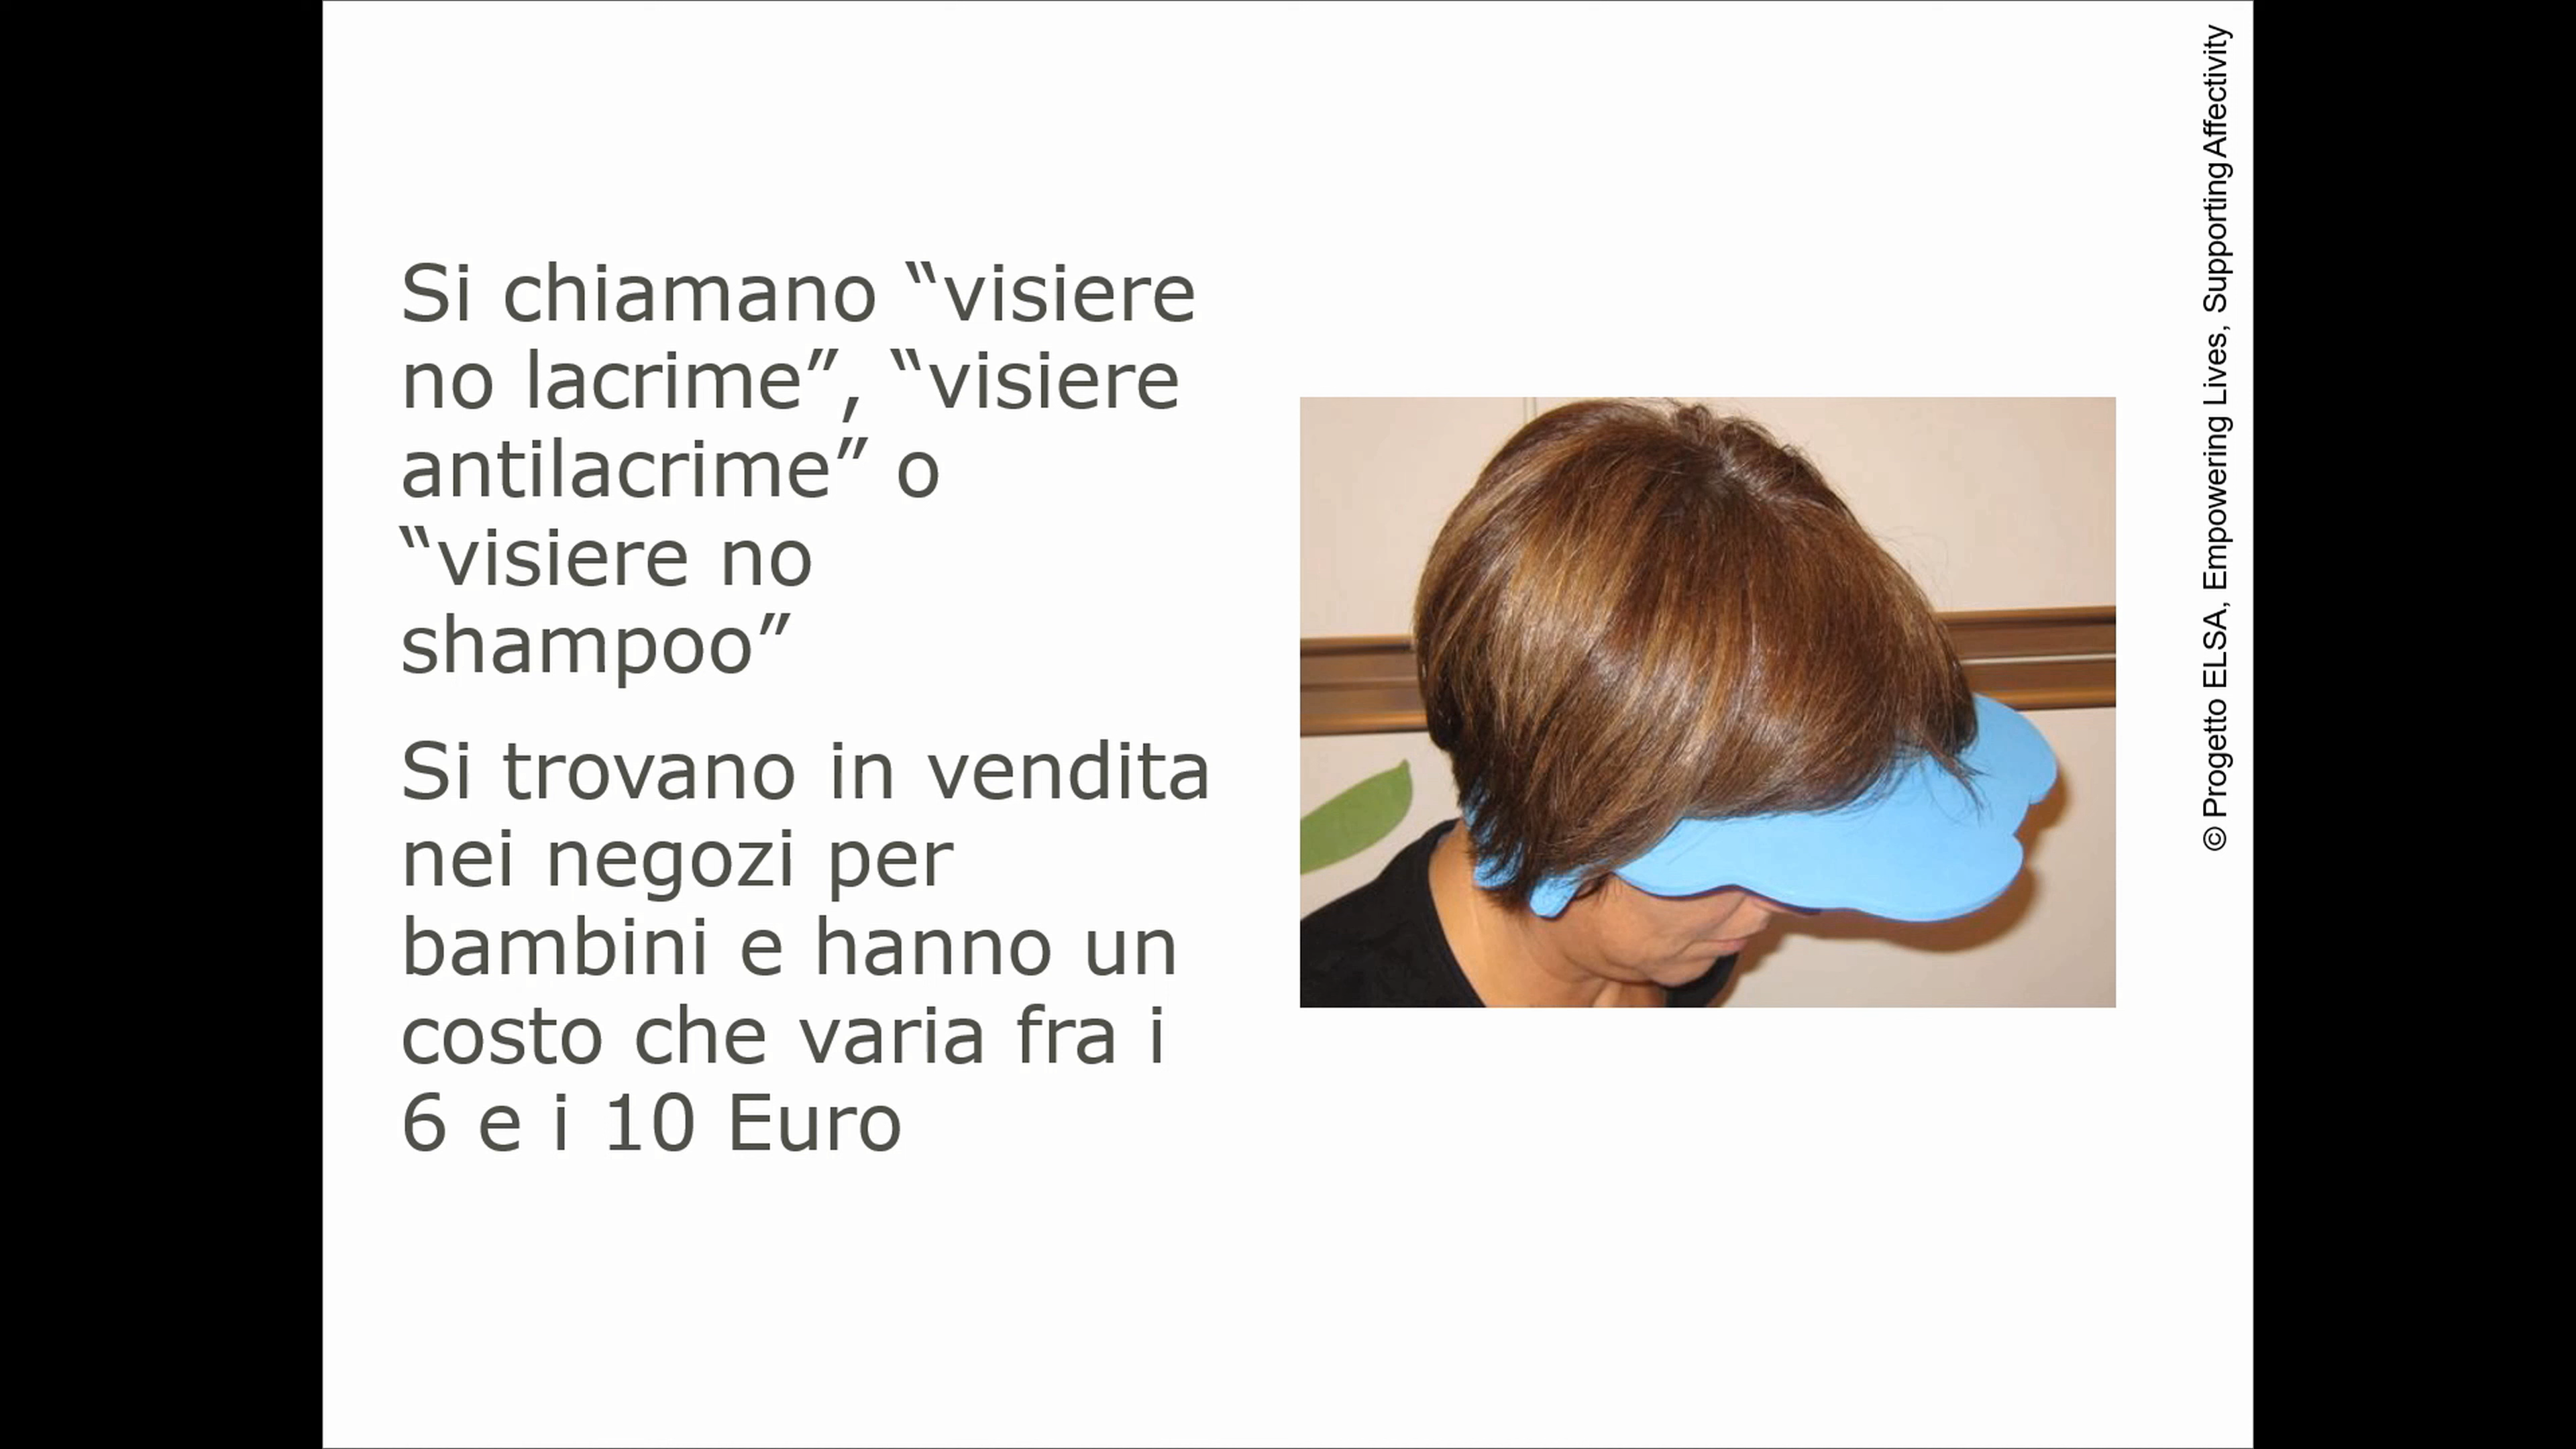 Si chiamano “visiere
no lacrime”, “visiere
antilacrime” o
“visiere no
shampoo”
Si trovano in vendita
nei negozi per
bambini e hanno un
costo che varia fra i
6 e i 10 Euro
© Progetto ELSA, Empowering Lives, Supporting Affectivity